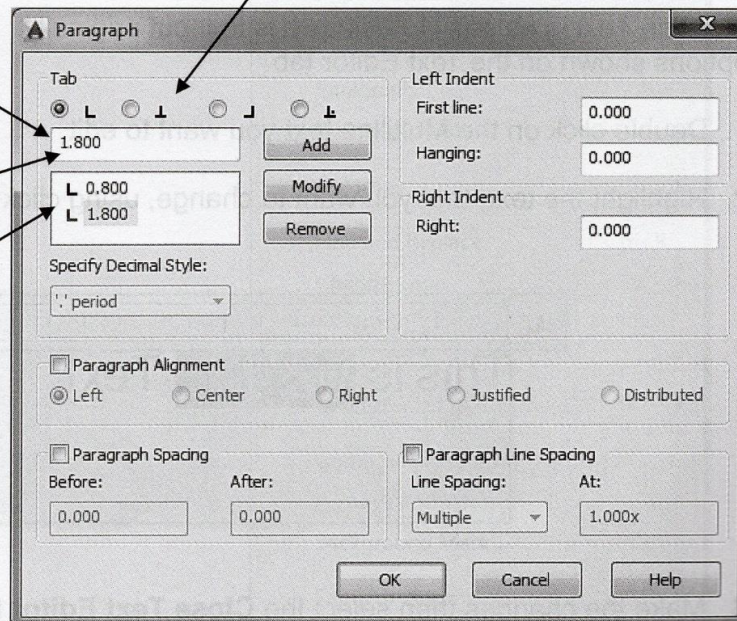 Paragraph
Tab
1.800
Add
0.800
1.800
Modify
Remove
Specify Decimal Style:
'.' period
Left Indent
First line: 0.000
Hanging: 0.000
Right Indent
Right: 0.000
Paragraph Alignment
Left Center Right Justified Distributed
Paragraph Spacing
Before: After:
0.000 0.000
Paragraph Line Spacing
Line Spacing: At:
Multiple 1.000x
OK Cancel Help